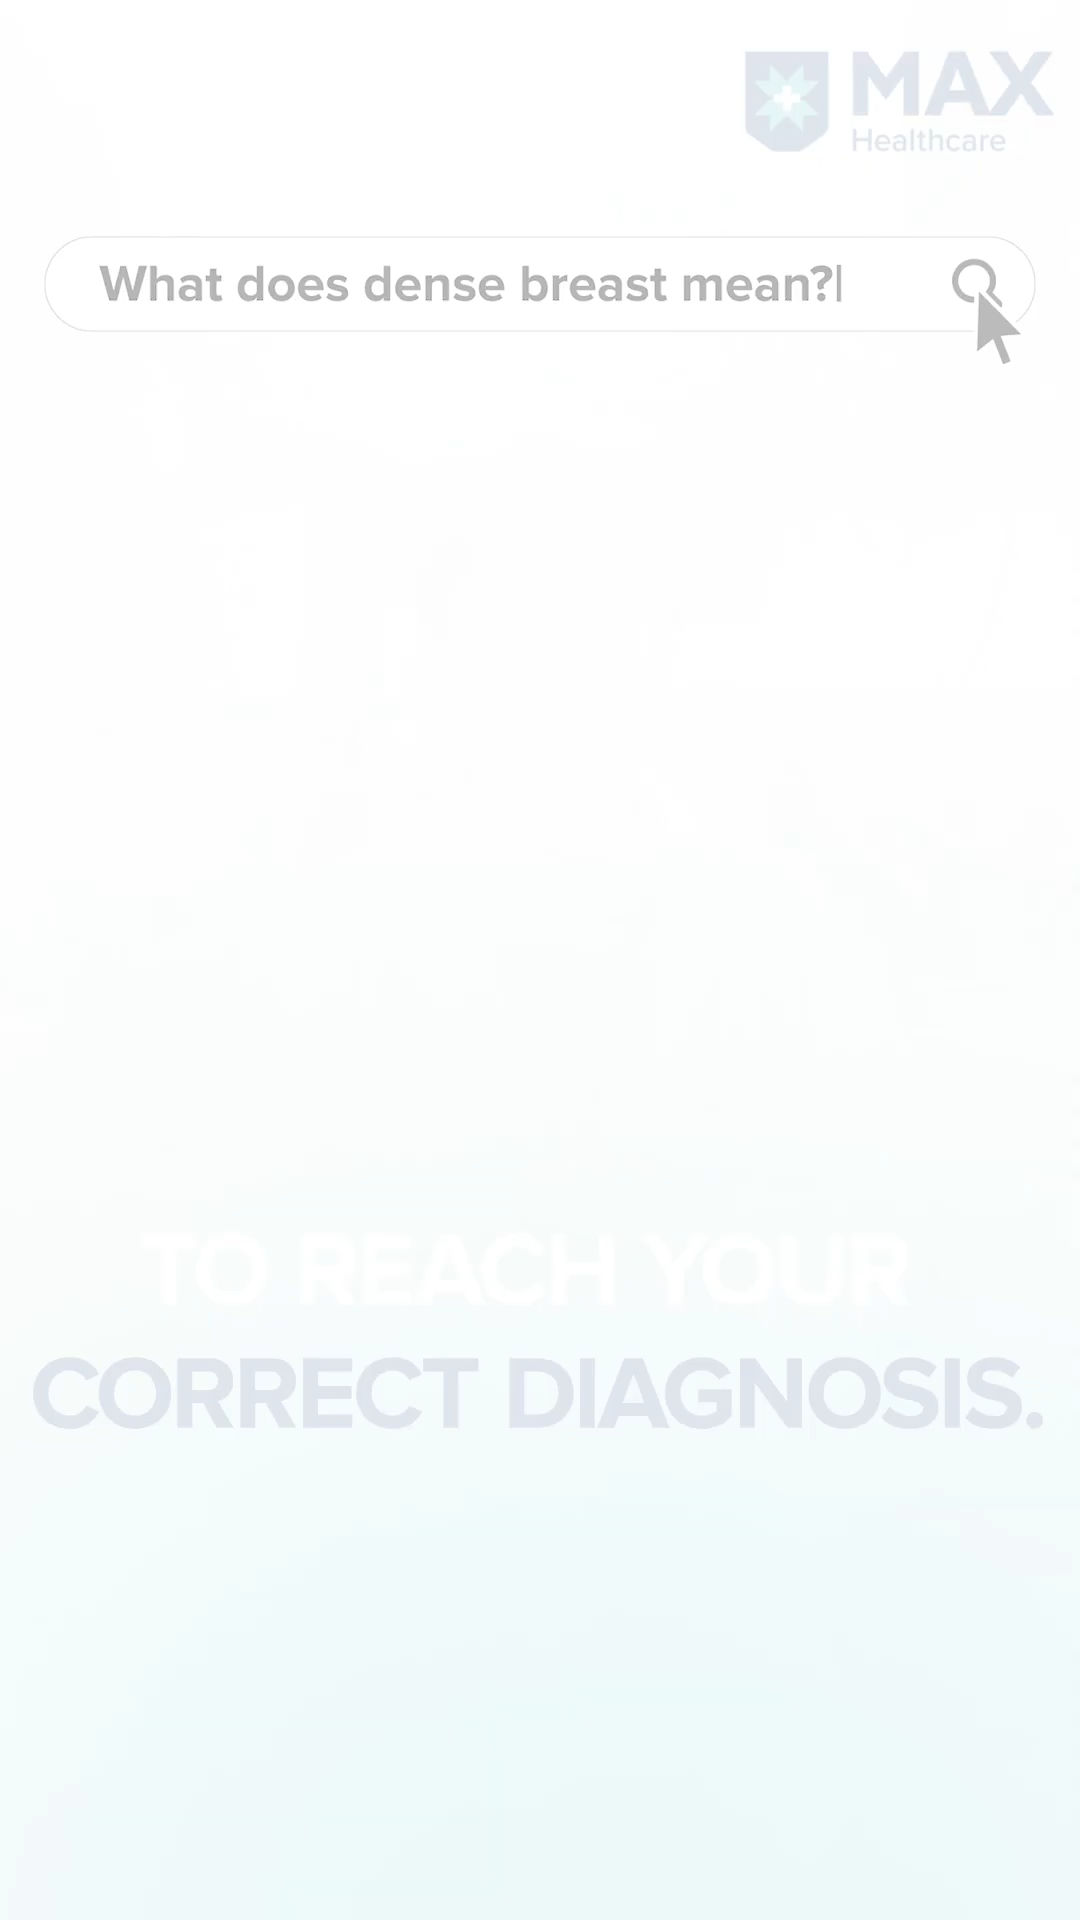 MAX
Healthcare
What does dense breast mean?
TO REACH YOUR
CORRECT DIAGNOSIS.